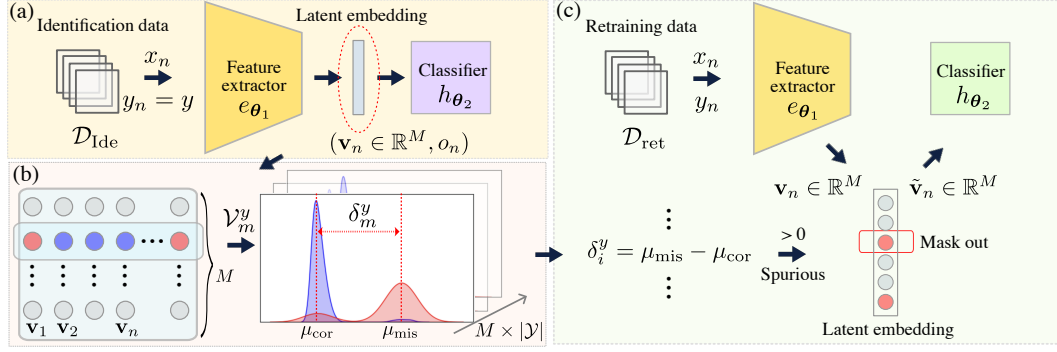 (a)
Identification data
x_n
y_n = y
𝒟_Ide
Feature
extractor
e_θ₁
Latent embedding
(v_n ∈ ℝ^M, o_n)
Classifier
h_θ₂
(b)
v₁ v₂ v_n
M
𝒱_m^y
δ_m^y
μ_cor
μ_mis
M × |𝒴|
(c)
Retraining data
x_n
y_n
𝒟_ret
Feature
extractor
e_θ₁
Classifier
h_θ₂
v_n ∈ ℝ^M
ṽ_n ∈ ℝ^M
δ_i^y = μ_mis − μ_cor
> 0
Spurious
Mask out
Latent embedding